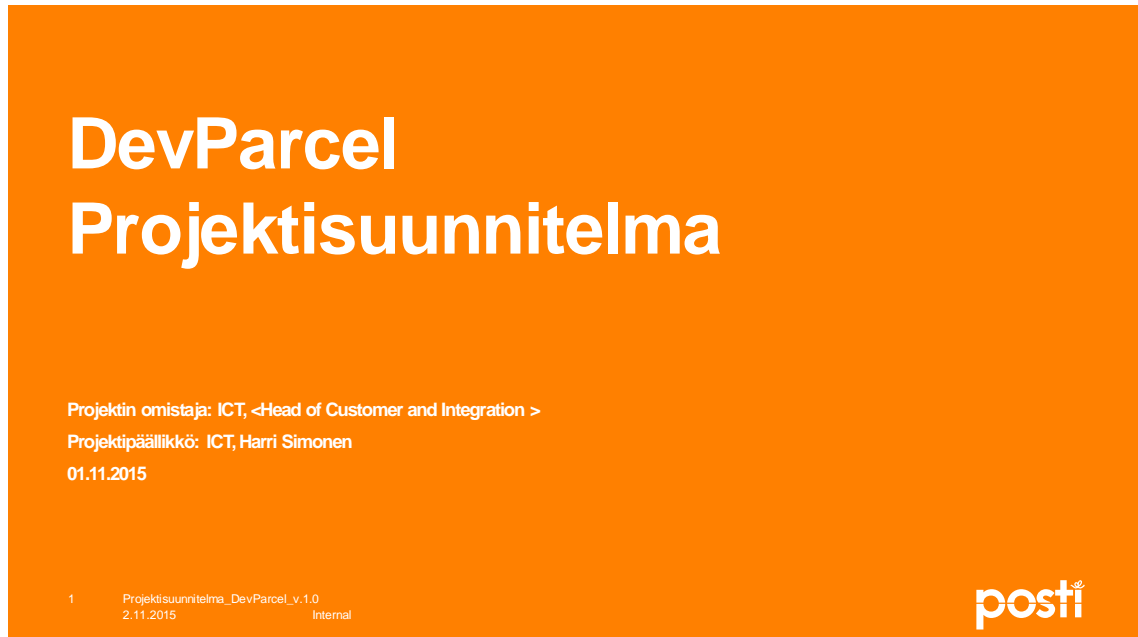 DevParcel
Projektisuunnitelma
Projektin omistaja: ICT, <Head of Customer and Integration >
Projektipäällikkö: ICT, Harri Simonen
01.11.2015
1 Projektisuunnitelma_DevParcel_v.1.0
2.11.2015 Internal
posti